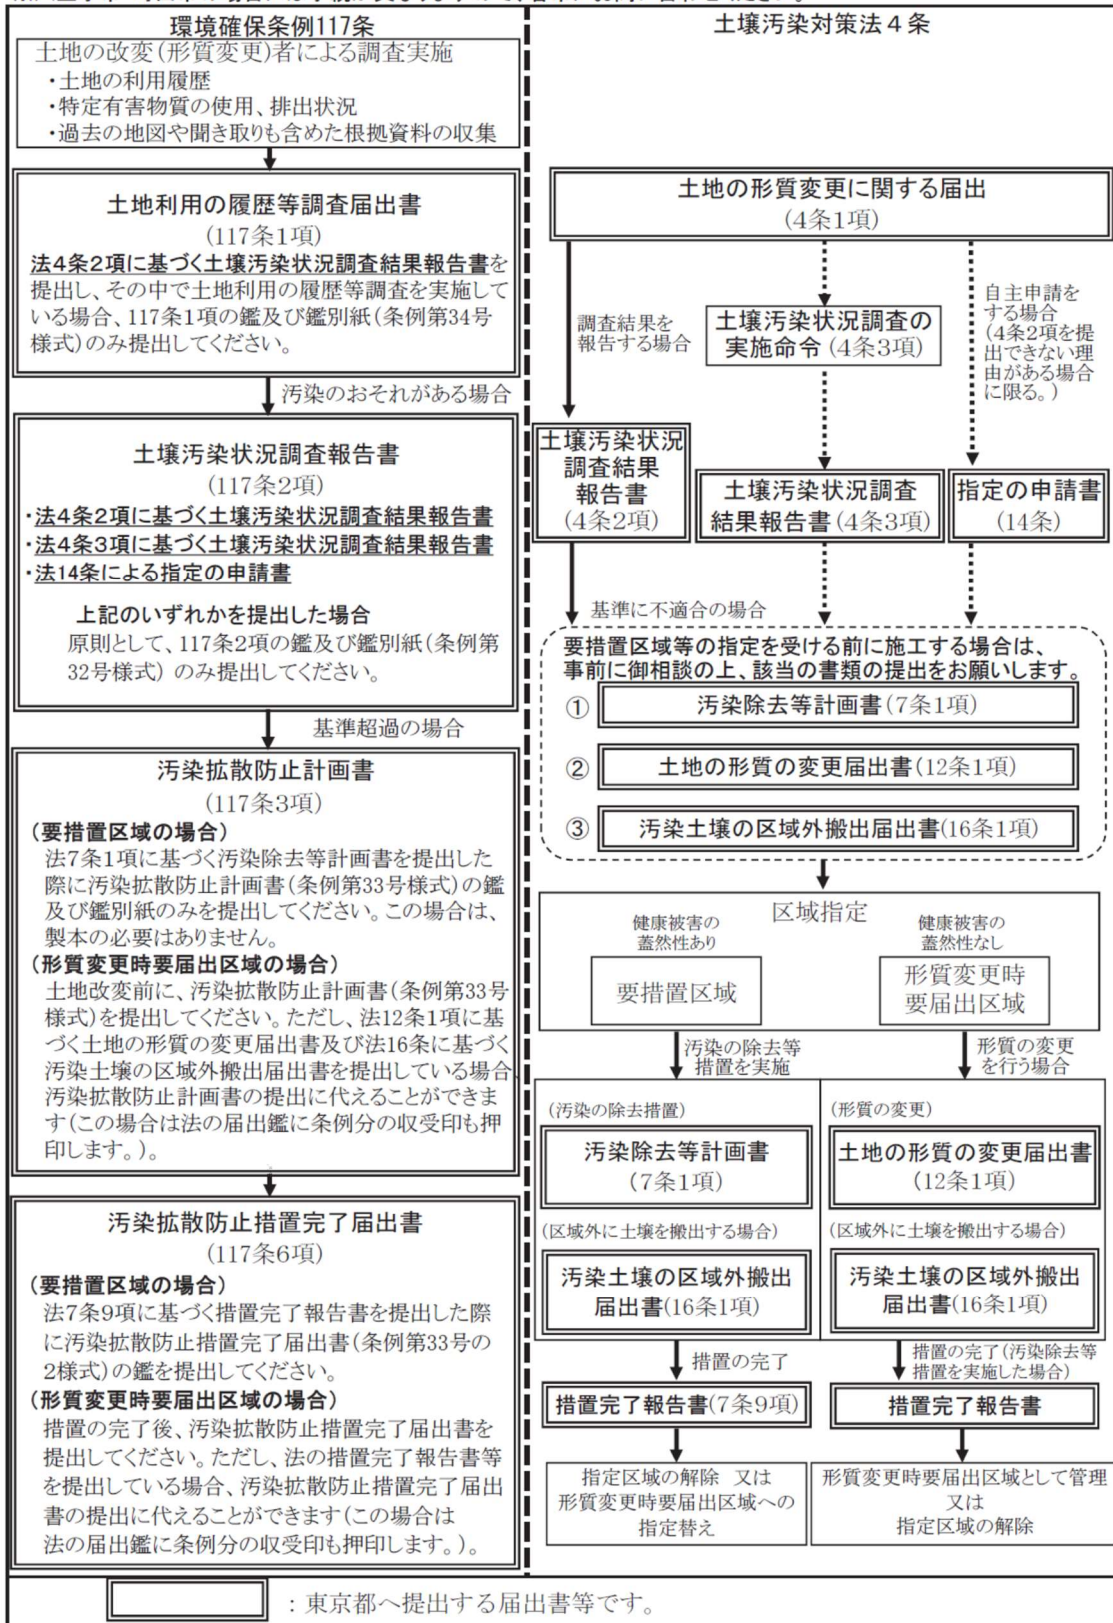 環境確保条例117条
土地の改変(形質変更)者による調査実施
・土地の利用履歴
・特定有害物質の使用、排出状況
・過去の地図や聞き取りも含めた根拠資料の収集
土地利用の履歴等調査届出書
(117条1項)
法4条2項に基づく土壌汚染状況調査結果報告書を
提出し、その中で土地利用の履歴等調査を実施して
いる場合、117条1項の鑑及び鑑別紙(条例第34号
様式)のみ提出してください。
汚染のおそれがある場合
土壌汚染状況調査報告書
(117条2項)
・法4条2項に基づく土壌汚染状況調査結果報告書
・法4条3項に基づく土壌汚染状況調査結果報告書
・法14条による指定の申請書
上記のいずれかを提出した場合
原則として、117条2項の鑑及び鑑別紙(条例第
32号様式) のみ提出してください。
基準超過の場合
汚染拡散防止計画書
(117条3項)
(要措置区域の場合)
法7条1項に基づく汚染除去等計画書を提出した
際に汚染拡散防止計画書(条例第33号様式)の鑑
及び鑑別紙のみを提出してください。この場合は、
製本の必要はありません。
(形質変更時要届出区域の場合)
土地改変前に、汚染拡散防止計画書(条例第33号
様式)を提出してください。ただし、法12条1項に基
づく土地の形質の変更届出書及び法16条に基づく
汚染土壌の区域外搬出届出書を提出している場合、
汚染拡散防止計画書の提出に代えることができま
す(この場合は法の届出鑑に条例分の収受印も押
印します。)。
汚染拡散防止措置完了届出書
(117条6項)
(要措置区域の場合)
法7条9項に基づく措置完了報告書を提出した際
に汚染拡散防止措置完了届出書(条例第33号の
2様式)の鑑を提出してください。
(形質変更時要届出区域の場合)
措置の完了後、汚染拡散防止措置完了届出書を
提出してください。ただし、法の措置完了報告書等
を提出している場合、汚染拡散防止措置完了届出
書の提出に代えることができます(この場合は
法の届出鑑に条例分の収受印も押印します。)。
土壌汚染対策法4条
土地の形質変更に関する届出
(4条1項)
調査結果を
報告する場合
土壌汚染状況調査の
実施命令(4条3項)
自主申請を
する場合
(4条2項を提
出できない理
由がある場合
に限る。)
土壌汚染状況
調査結果
報告書
(4条2項)
土壌汚染状況調査
結果報告書(4条3項)
指定の申請書
(14条)
基準に不適合の場合
要措置区域等の指定を受ける前に施工する場合は、
事前に御相談の上、該当の書類の提出をお願いします。
① 汚染除去等計画書(7条1項)
② 土地の形質の変更届出書(12条1項)
③ 汚染土壌の区域外搬出届出書(16条1項)
区域指定
健康被害の
蓋然性あり
要措置区域
健康被害の
蓋然性なし
形質変更時
要届出区域
汚染の除去等
措置を実施
形質の変更
を行う場合
(汚染の除去措置)
汚染除去等計画書
(7条1項)
(区域外に土壌を搬出する場合)
汚染土壌の区域外搬出
届出書(16条1項)
(形質の変更)
土地の形質の変更届出書
(12条1項)
(区域外に土壌を搬出する場合)
汚染土壌の区域外搬出
届出書(16条1項)
措置の完了
措置の完了(汚染除去等
措置を実施した場合)
措置完了報告書(7条9項)
措置完了報告書
指定区域の解除 又は
形質変更時要届出区域への
指定替え
形質変更時要届出区域として管理
又は
指定区域の解除
：東京都へ提出する届出書等です。